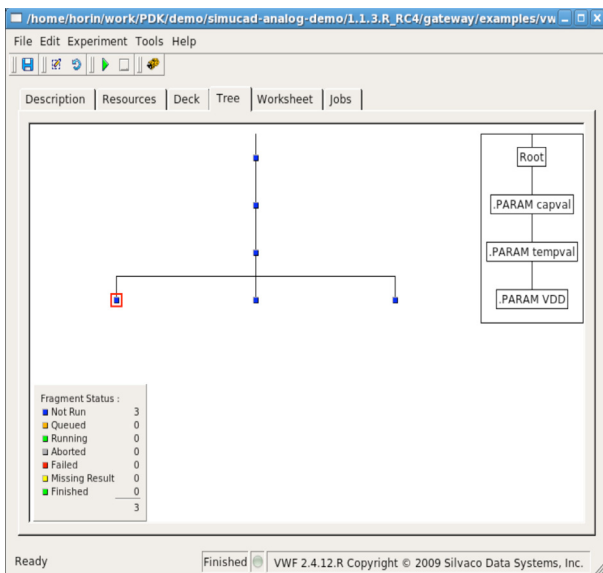 /home/horin/work/PDK/demo/simucad-analog-demo/1.1.3.R_RC4/gateway/examples/vw
File Edit Experiment Tools Help
Description Resources Deck Tree Worksheet Jobs
Root
.PARAM capval
.PARAM tempval
.PARAM VDD
Fragment Status :
Not Run 3
Queued 0
Running 0
Aborted 0
Failed 0
Missing Result 0
Finished 0
3
Ready Finished VWF 2.4.12.R Copyright © 2009 Silvaco Data Systems, Inc.